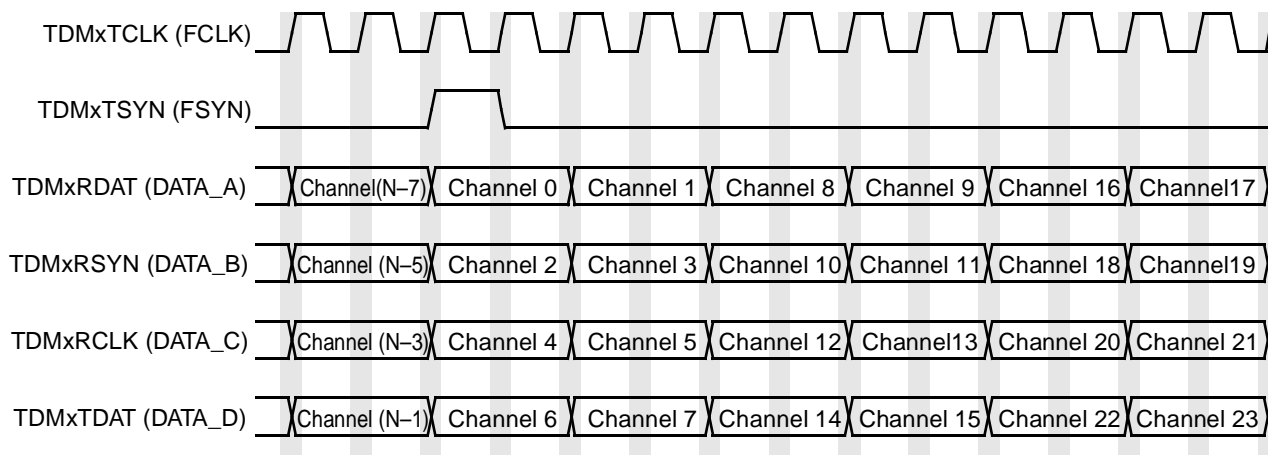 TDMxTCLK (FCLK)
TDMxTSYN (FSYN)
TDMxRDAT (DATA_A) Channel(N–7) Channel 0 Channel 1 Channel 8 Channel 9 Channel 16 Channel17
TDMxRSYN (DATA_B) Channel (N–5) Channel 2 Channel 3 Channel 10 Channel 11 Channel 18 Channel19
TDMxRCLK (DATA_C) Channel (N–3) Channel 4 Channel 5 Channel 12 Channel13 Channel 20 Channel 21
TDMxTDAT (DATA_D) Channel (N–1) Channel 6 Channel 7 Channel 14 Channel 15 Channel 22 Channel 23